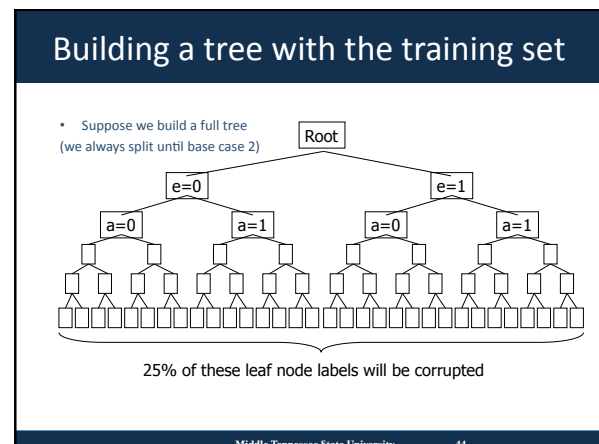 Building a tree with the training set
• Suppose we build a full tree
(we always split until base case 2)
Root
e=0
e=1
a=0
a=1
a=0
a=1
25% of these leaf node labels will be corrupted
Middle Tennessee State University
44